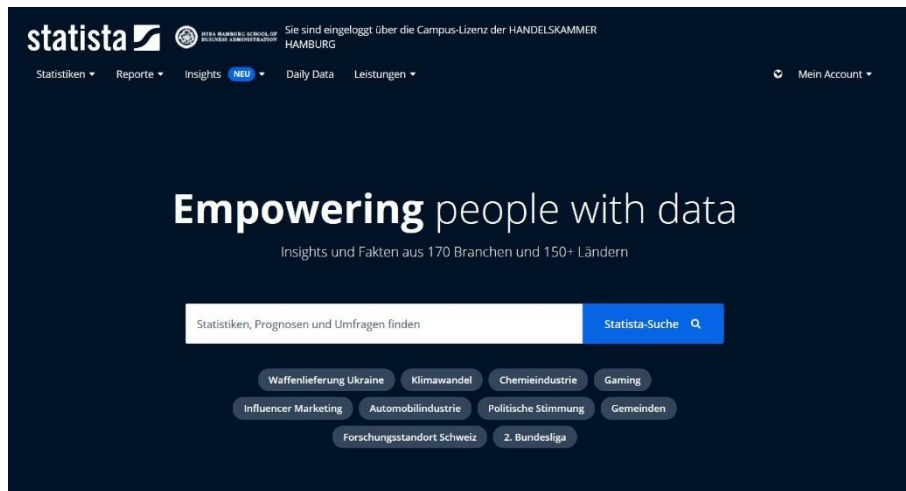 statista
HSBA HAMBURG SCHOOL OF
BUSINESS ADMINISTRATION
Sie sind eingeloggt über die Campus-Lizenz der HANDELSKAMMER
HAMBURG
Statistiken Reporte Insights NEU Daily Data Leistungen Mein Account
Empowering people with data
Insights und Fakten aus 170 Branchen und 150+ Ländern
Statistiken, Prognosen und Umfragen finden Statista-Suche
Waffenlieferung Ukraine Klimawandel Chemieindustrie Gaming
Influencer Marketing Automobilindustrie Politische Stimmung Gemeinden
Forschungsstandort Schweiz 2. Bundesliga